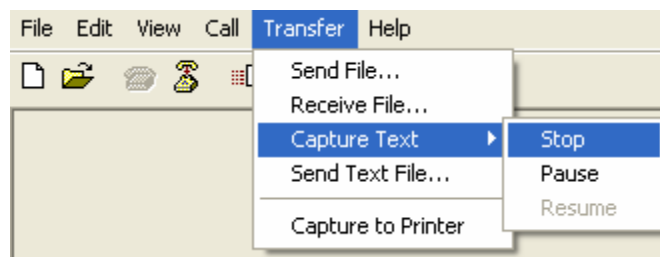 File Edit View Call Transfer Help
Send File...
Receive File...
Capture Text
Stop
Send Text File...
Pause
Resume
Capture to Printer